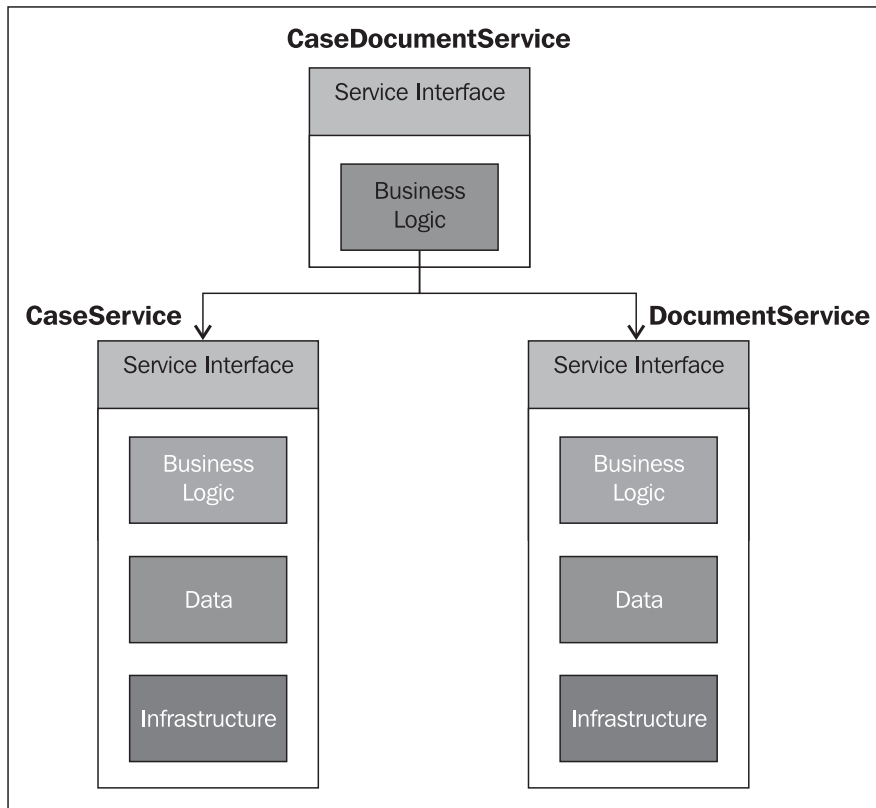 CaseDocumentService
Service Interface
Business
Logic
CaseService
DocumentService
Service Interface
Business
Logic
Data
Infrastructure
Service Interface
Business
Logic
Data
Infrastructure